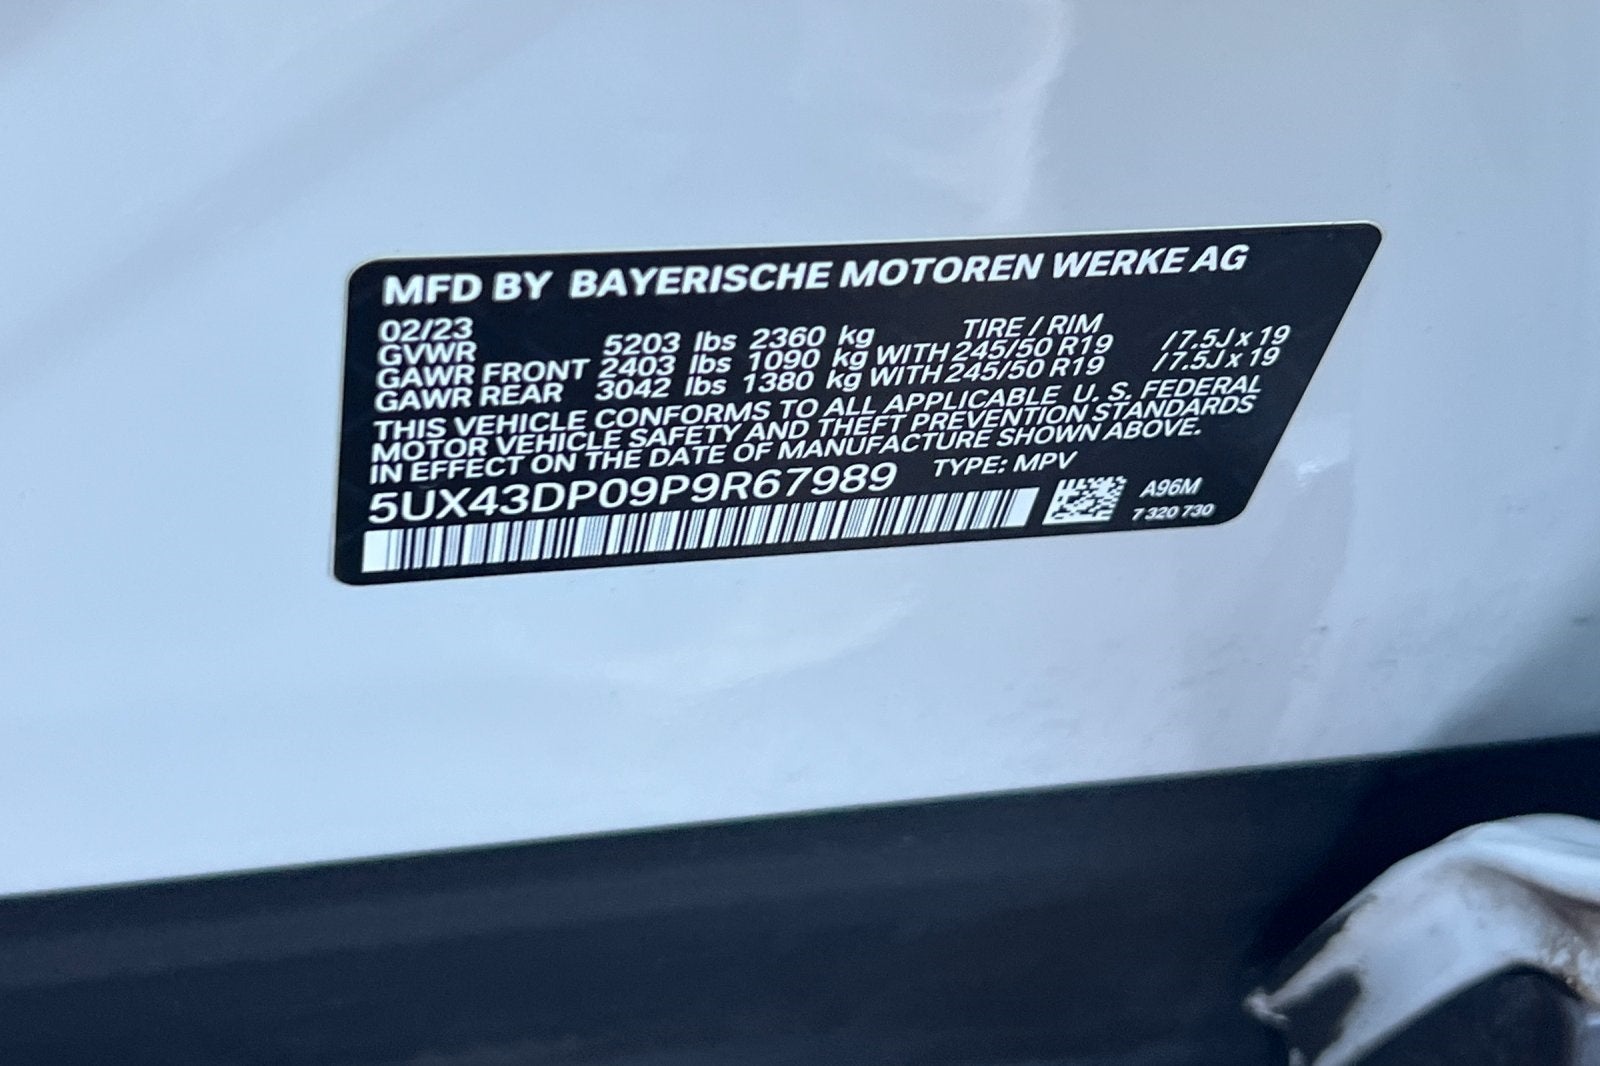 MFD BY BAYERISCHE MOTOREN WERKE AG
02/23 TIRE / RIM
GVWR 5203 lbs 2360 kg
GAWR FRONT 2403 lbs 1090 kg WITH 245/50 R19 /7.5J x 19
GAWR REAR 3042 lbs 1380 kg WITH 245/50 R19 /7.5J x 19
THIS VEHICLE CONFORMS TO ALL APPLICABLE U. S. FEDERAL
MOTOR VEHICLE SAFETY AND THEFT PREVENTION STANDARDS
IN EFFECT ON THE DATE OF MANUFACTURE SHOWN ABOVE.
5UX43DP09P9R67989 TYPE: MPV
A96M
7 320 730